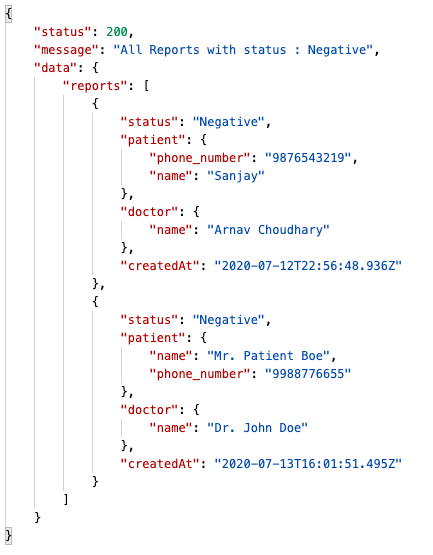 {
    "status": 200,
    "message": "All Reports with status : Negative",
    "data": {
        "reports": [
            {
                "status": "Negative",
                "patient": {
                    "phone_number": "9876543219",
                    "name": "Sanjay"
                },
                "doctor": {
                    "name": "Arnav Choudhary"
                },
                "createdAt": "2020-07-12T22:56:48.936Z"
            },
            {
                "status": "Negative",
                "patient": {
                    "name": "Mr. Patient Boe",
                    "phone_number": "9988776655"
                },
                "doctor": {
                    "name": "Dr. John Doe"
                },
                "createdAt": "2020-07-13T16:01:51.495Z"
            }
        ]
    }
}